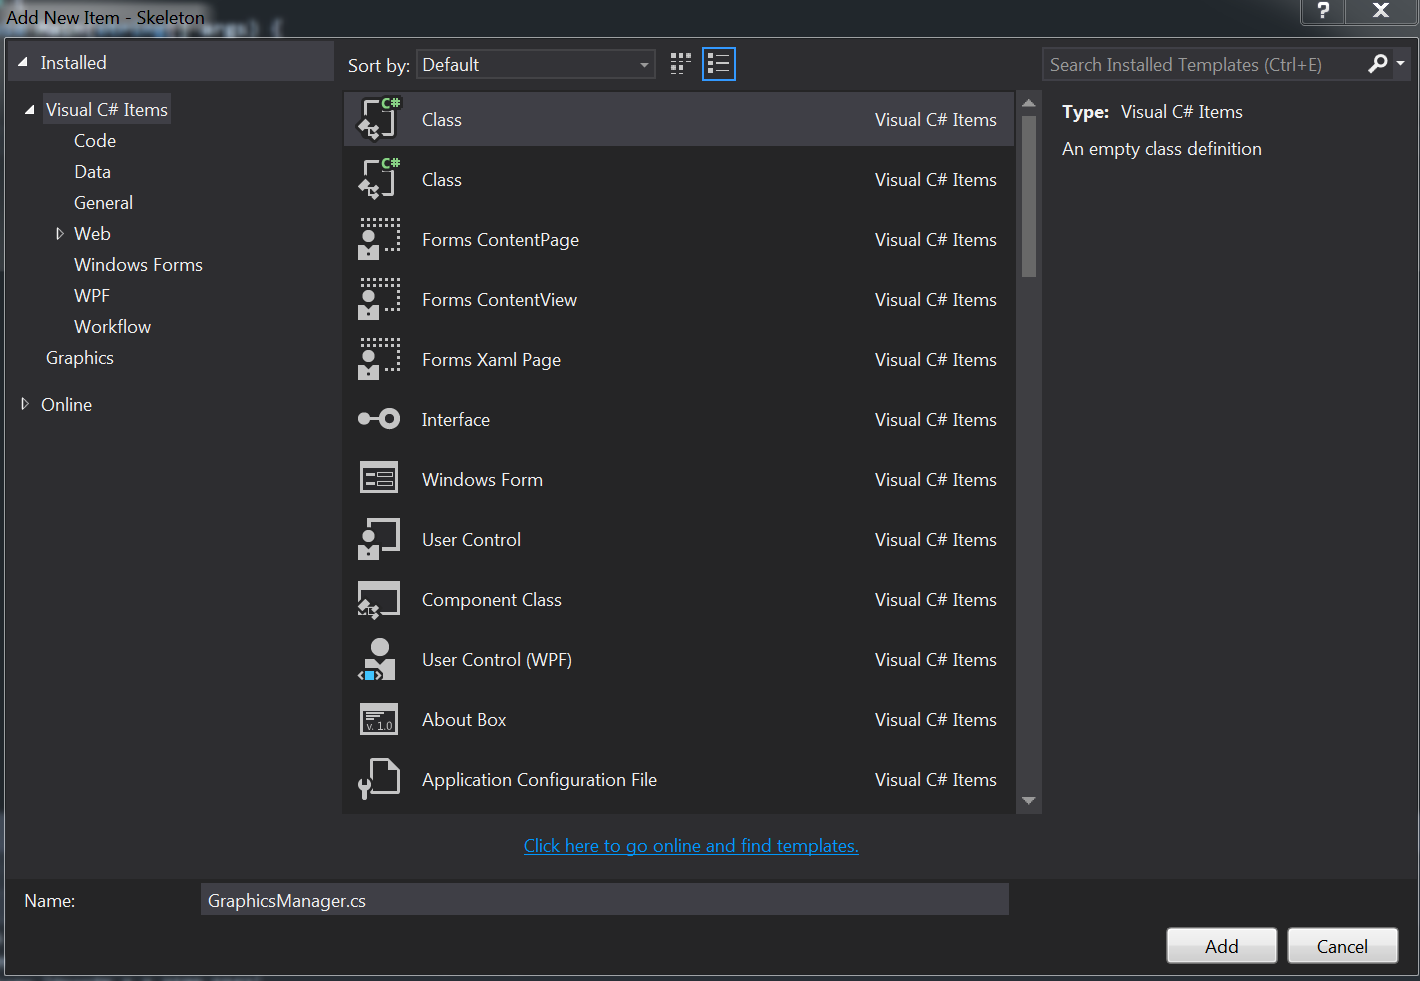 Add New Item - Skeleton
?
X
Installed
Sort by: Default
Search Installed Templates (Ctrl+E)
Visual C# Items
Code
Data
General
Web
Windows Forms
WPF
Workflow
Graphics
Online
C# Class Visual C# Items
C# Class Visual C# Items
Forms ContentPage Visual C# Items
Forms ContentView Visual C# Items
Forms Xaml Page Visual C# Items
Interface Visual C# Items
Windows Form Visual C# Items
User Control Visual C# Items
Component Class Visual C# Items
User Control (WPF) Visual C# Items
v. 1.0 About Box Visual C# Items
Application Configuration File Visual C# Items
Type: Visual C# Items
An empty class definition
Click here to go online and find templates.
Name: GraphicsManager.cs
Add
Cancel